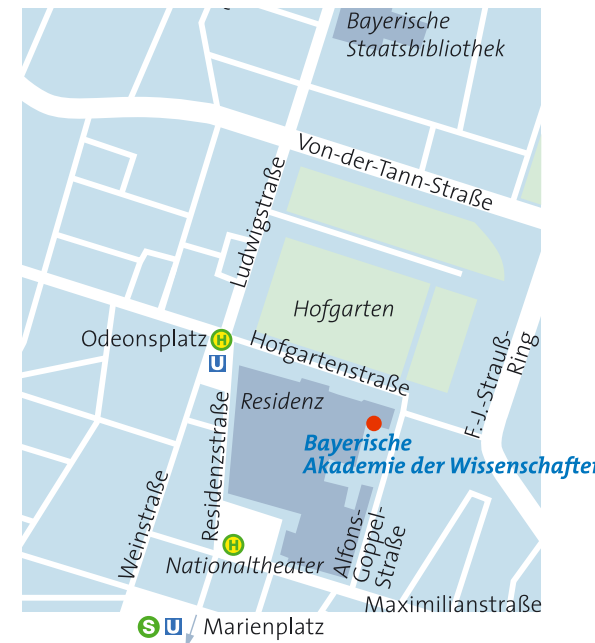 Bayerische
Staatsbibliothek
Von-der-Tann-Straße
Ludwigstraße
Hofgarten
Odeonsplatz H
U
Hofgartenstraße
F.-J.-Strauß-
Ring
Residenz
Bayerische
Akademie der Wissenschaften
Residenzstraße
Weinstraße
H
Nationaltheater
Alfons-
Goppel-
Straße
Maximilianstraße
S U Marienplatz